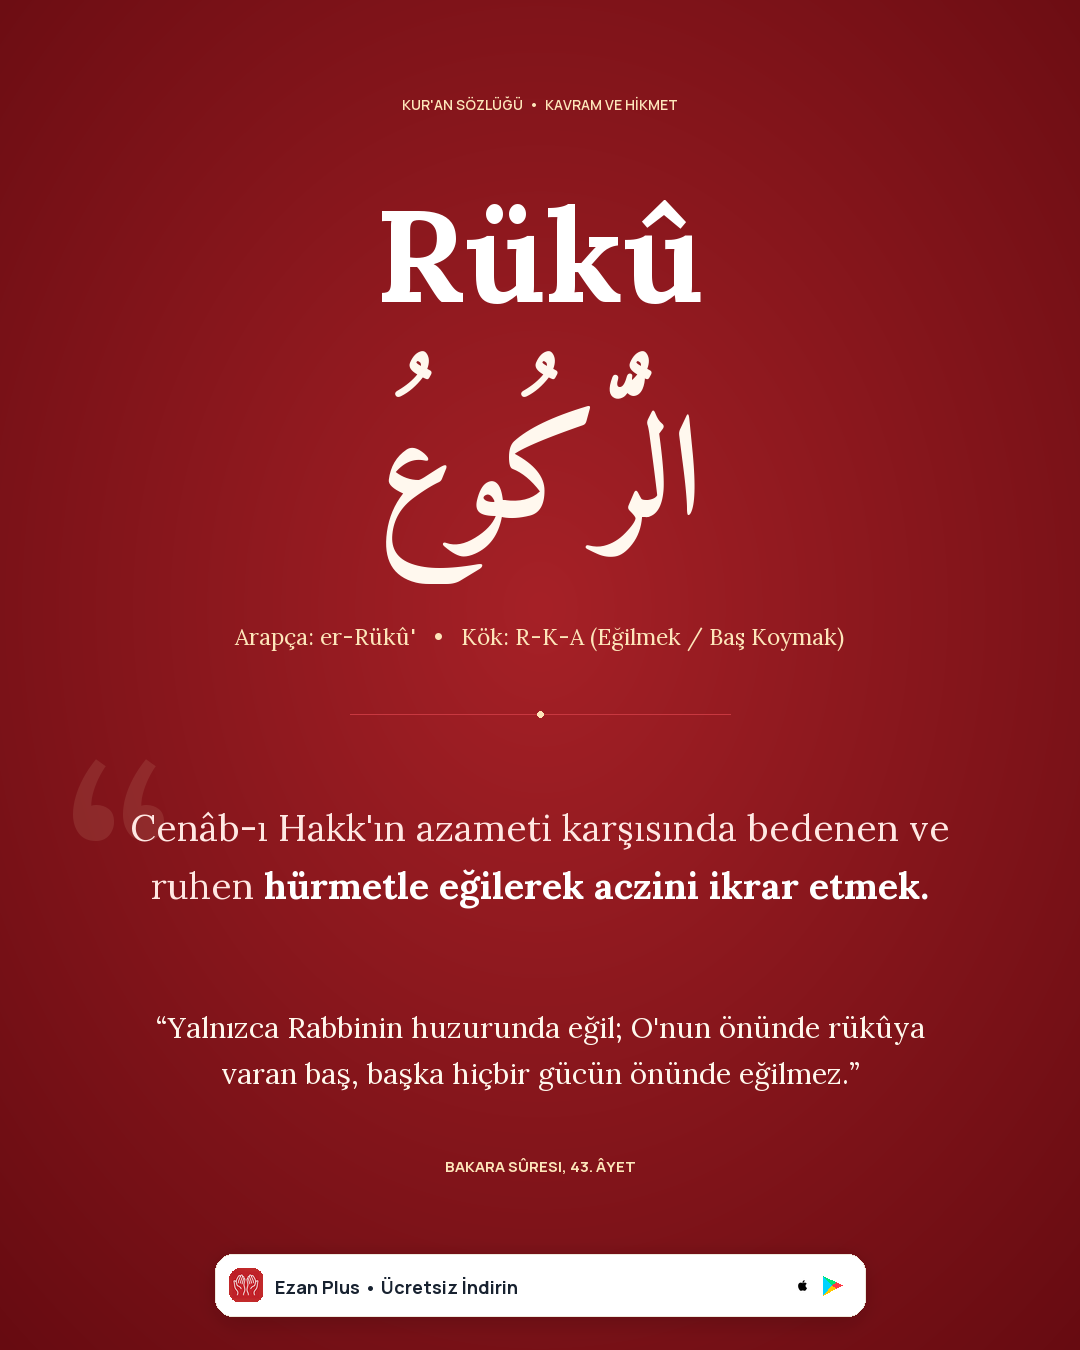 KUR'AN SÖZLÜĞÜ • KAVRAM VE HİKMET
Rükû
الرُّكُوعُ
Arapça: er-Rükû' • Kök: R-K-A (Eğilmek / Baş Koymak)
“
Cenâb-ı Hakk'ın azameti karşısında bedenen ve
ruhen hürmetle eğilerek aczini ikrar etmek.
“Yalnızca Rabbinin huzurunda eğil; O'nun önünde rükûya
varan baş, başka hiçbir gücün önünde eğilmez.”
BAKARA SÛRESI, 43. ÂYET
Ezan Plus • Ücretsiz İndirin